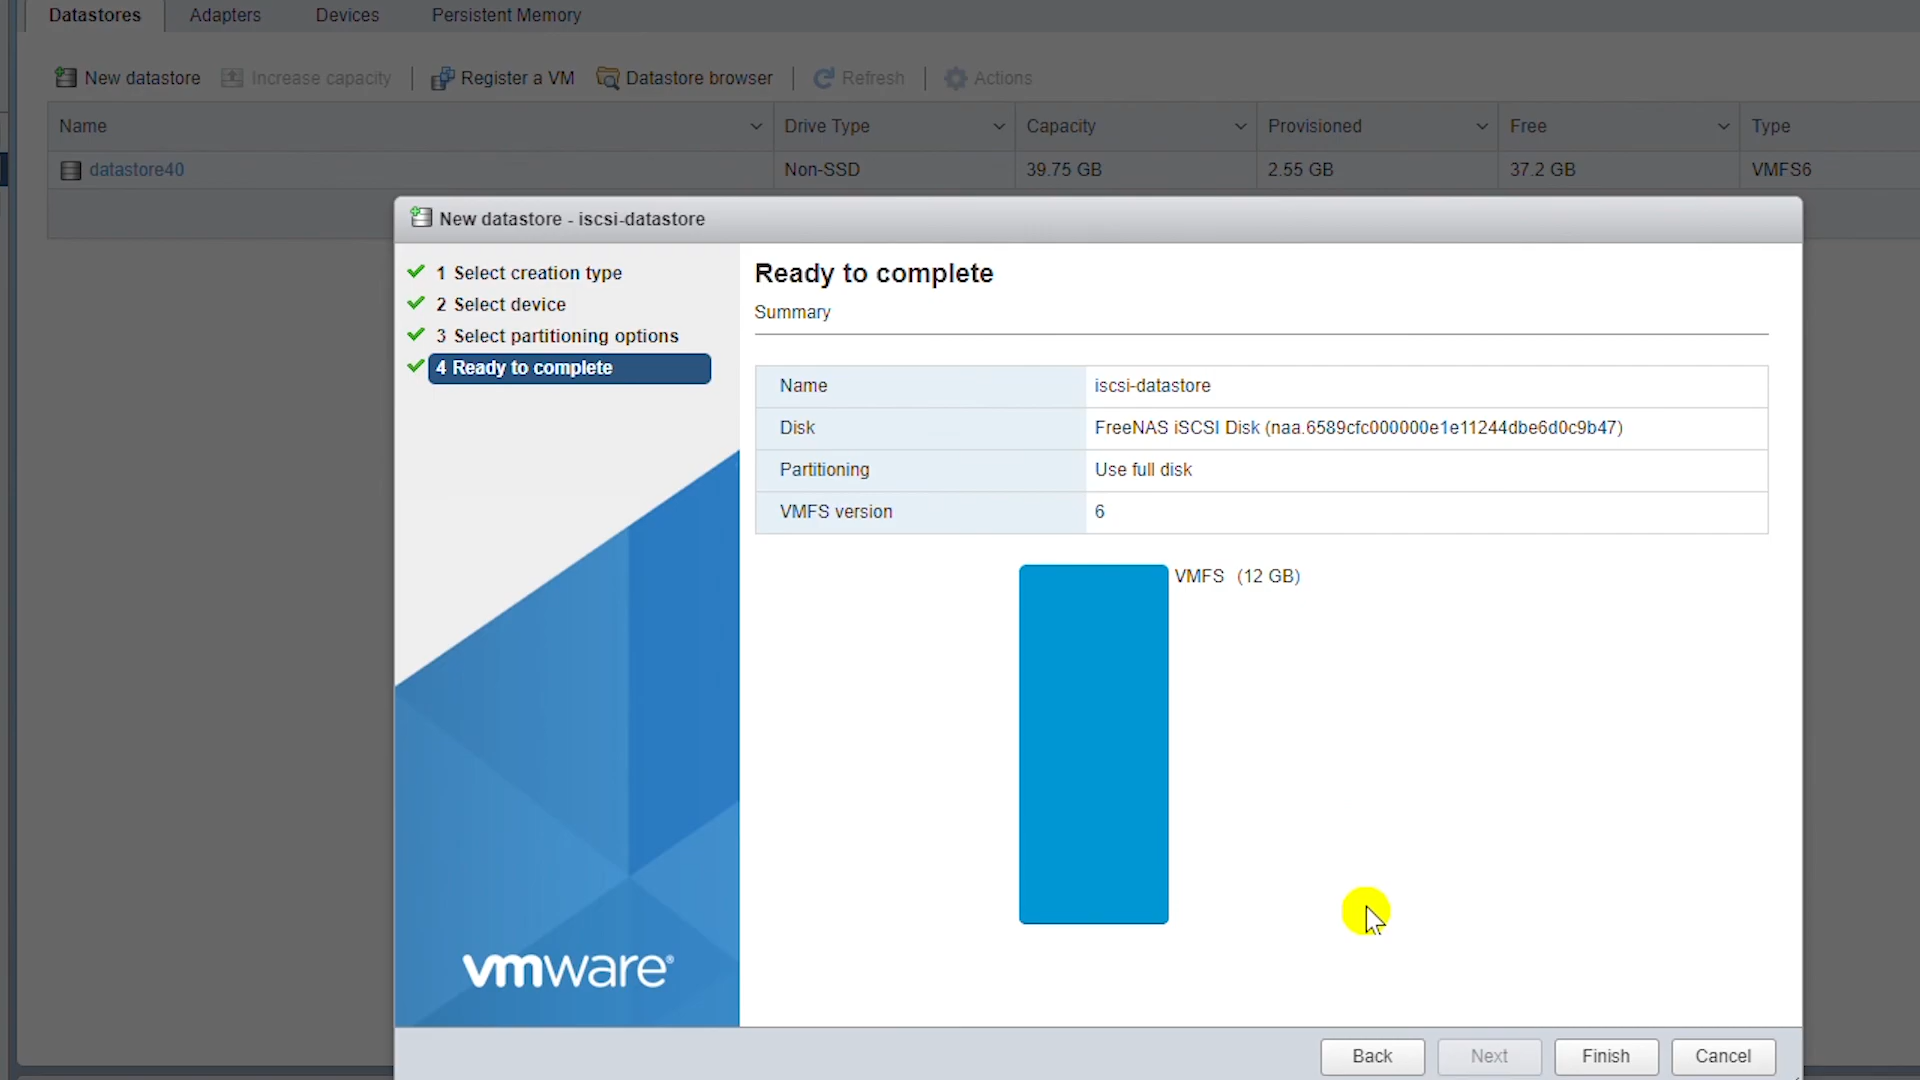 Datastores Adapters Devices Persistent Memory
New datastore Increase capacity Register a VM Datastore browser Refresh Actions
Name Drive Type Capacity Provisioned Free Type
datastore40 Non-SSD 39.75 GB 2.55 GB 37.2 GB VMFS6
New datastore - iscsi-datastore
1 Select creation type
2 Select device
3 Select partitioning options
4 Ready to complete
Ready to complete
Summary
Name iscsi-datastore
Disk FreeNAS iSCSI Disk (naa.6589cfc000000e1e11244dbe6d0c9b47)
Partitioning Use full disk
VMFS version 6
VMFS (12 GB)
vmware®
Back Next Finish Cancel